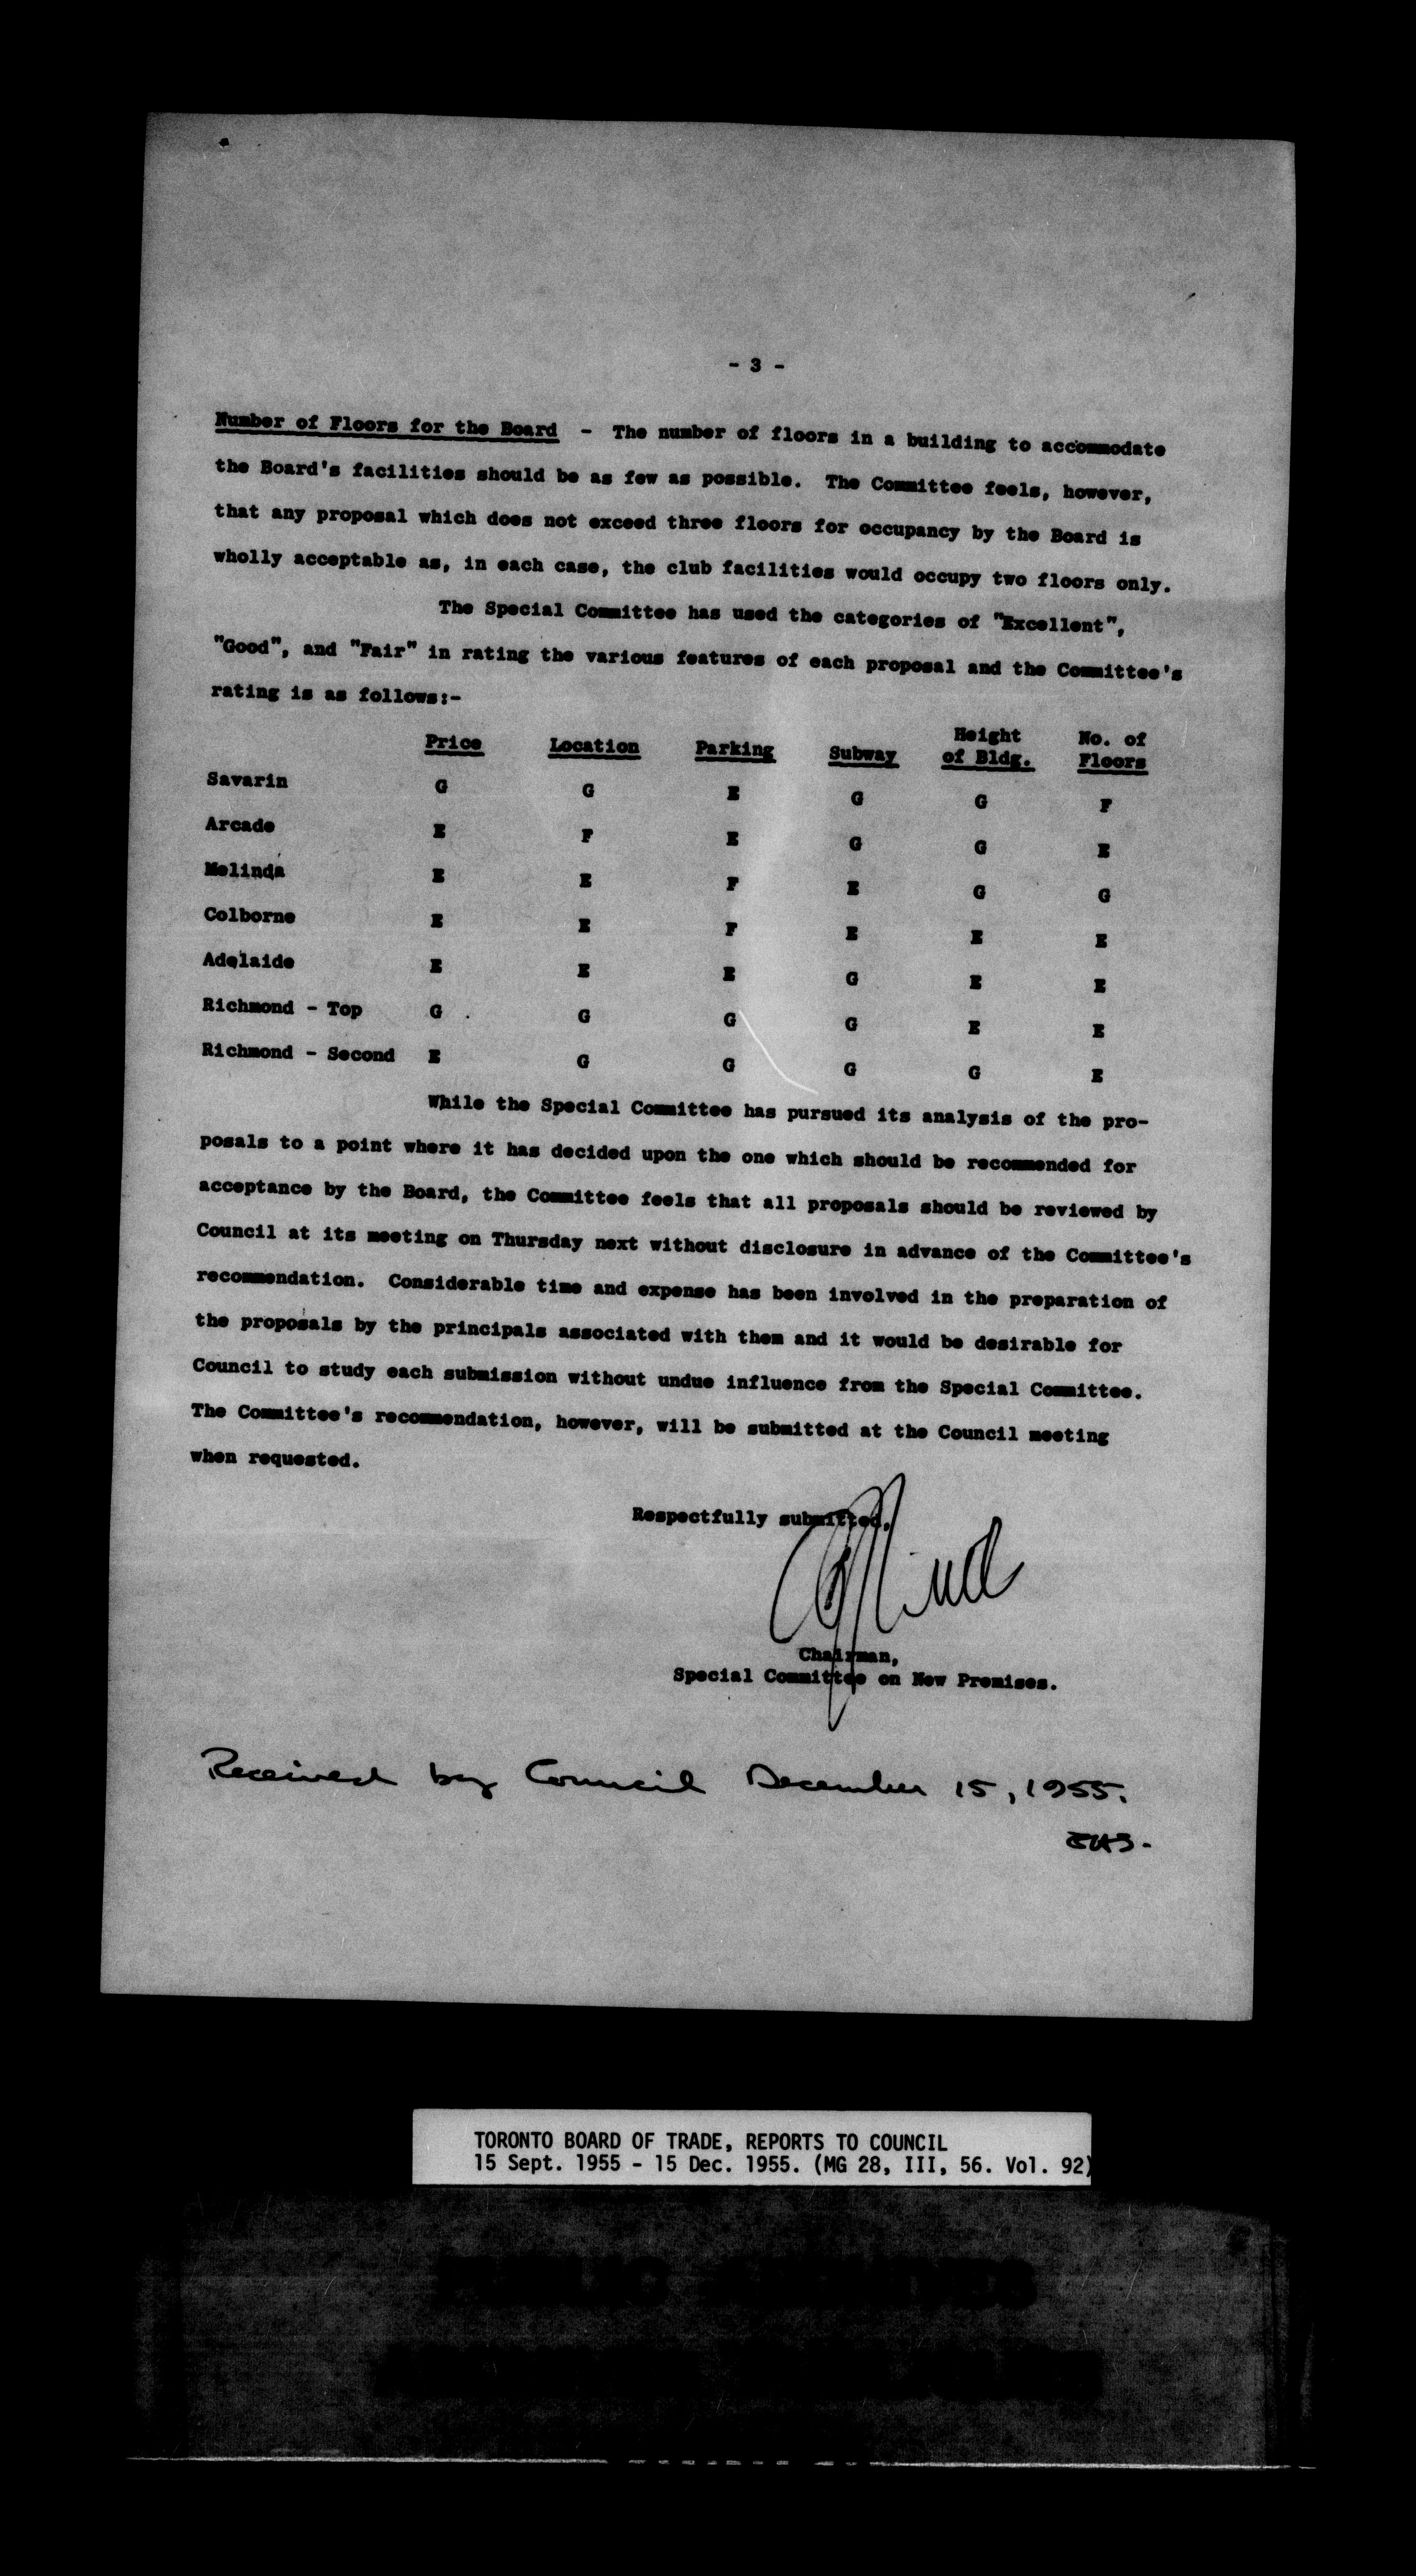 - 3 -
Number of Floors for the Board - The number of floors in a building to accommodate
the Board's facilities should be as few as possible. The Committee feels, however,
that any proposal which does not exceed three floors for occupancy by the Board is
wholly acceptable as, in each case, the club facilities would occupy two floors only.
The Special Committee has used the categories of "Excellent",
"Good", and "Fair" in rating the various features of each proposal and the Committee's
rating is as follows:-
Price Location Parking Subway Height of Bldg. No. of Floors
Savarin G G E G G F
Arcade E F E G G E
Melinda E E F E G G
Colborne E E F E E E
Adelaide E E E G E E
Richmond - Top G G G G E E
Richmond - Second E G G G G E
While the Special Committee has pursued its analysis of the pro-
posals to a point where it has decided upon the one which should be recommended for
acceptance by the Board, the Committee feels that all proposals should be reviewed by
Council at its meeting on Thursday next without disclosure in advance of the Committee's
recommendation. Considerable time and expense has been involved in the preparation of
the proposals by the principals associated with them and it would be desirable for
Council to study each submission without undue influence from the Special Committee.
The Committee's recommendation, however, will be submitted at the Council meeting
when requested.
Respectfully submitted,
Chairman,
Special Committee on New Premises.
Received by Council December 15, 1955.
TORONTO BOARD OF TRADE, REPORTS TO COUNCIL
15 Sept. 1955 - 15 Dec. 1955. (MG 28, III, 56. Vol. 92)